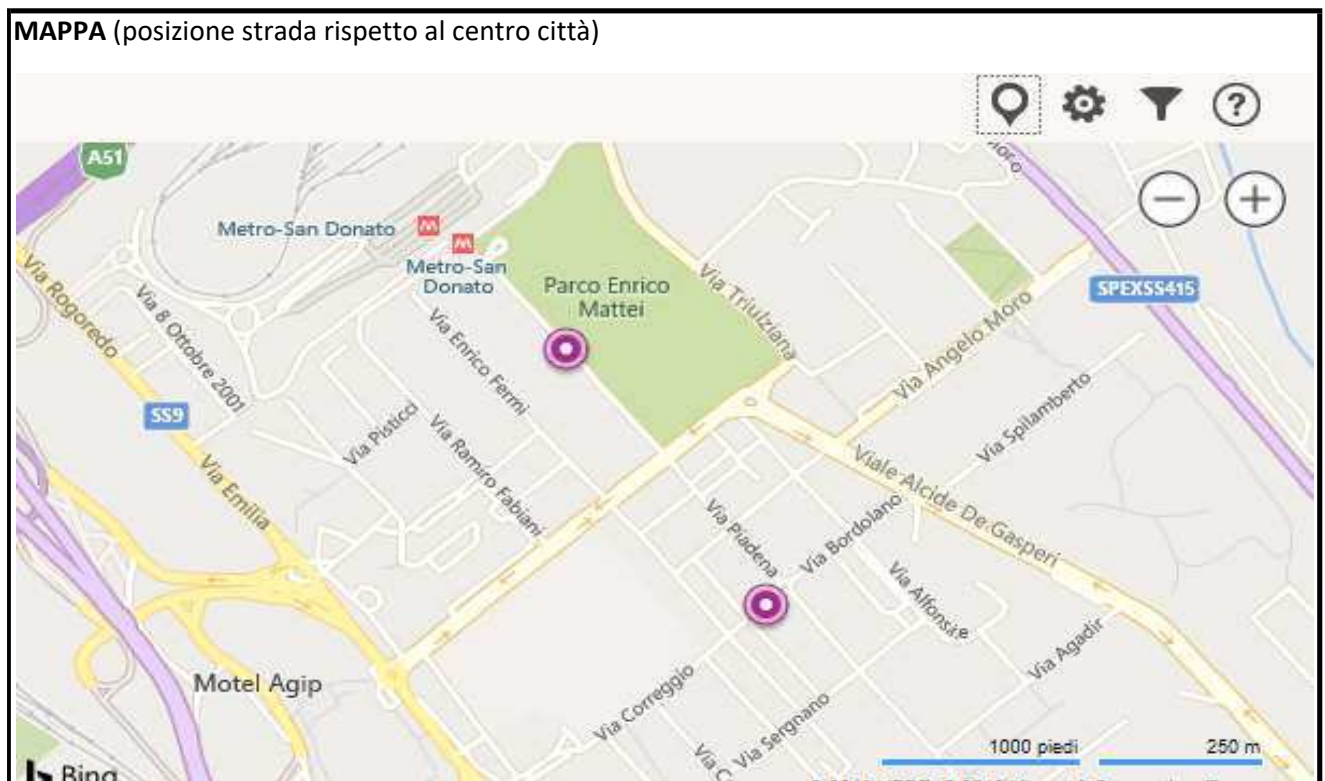 MAPPA (posizione strada rispetto al centro città)
?
A51
Metro-San Donato
Metro-San
Donato
Parco Enrico
Mattei
Via Triulziana
SPEXSS415
Via Rogoredo
Via 8 Ottobre 2001
Via Enrico Fermi
Via Angelo Moro
SS9
Via Pisticci
Via Ramiro Fabiani
Via Spilamberto
Viale Alcide De Gasperi
Via Emilia
Via Piadena
Via Bordolano
Via Agadir
Motel Agip
Via Correggio
Via Sergnano
1000 piedi
250 m
Bing